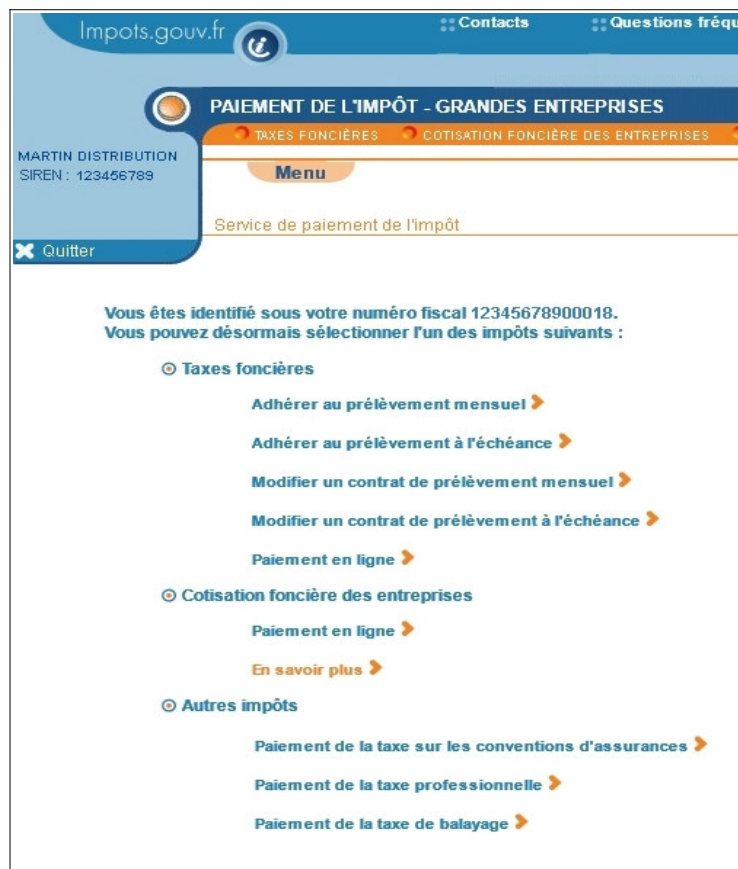 Impots.gouv.fr
Contacts
Questions
PAIEMENT DE L'IMPÔT - GRANDES ENTREPRISES
TAXES FONCIÈRES COTISATION FONCIÈRE DES ENTREPRISES
MARTIN DISTRIBUTION
SIREN : 123456789
Menu
Service de paiement de l'impôt
Quitter
Vous êtes identifié sous votre numéro fiscal 12345678900018.
Vous pouvez désormais sélectionner l'un des impôts suivants :
Taxes foncières
Adhérer au prélèvement mensuel
Adhérer au prélèvement à l'échéance
Modifier un contrat de prélèvement mensuel
Modifier un contrat de prélèvement à l'échéance
Paiement en ligne
Cotisation foncière des entreprises
Paiement en ligne
En savoir plus
Autres impôts
Paiement de la taxe sur les conventions d'assurances
Paiement de la taxe professionnelle
Paiement de la taxe de balayage